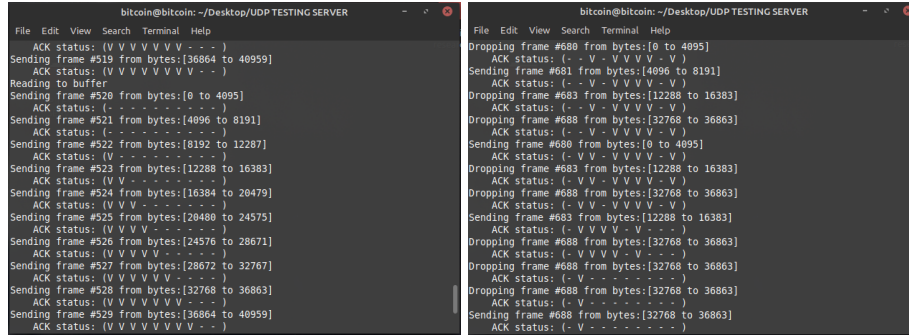 bitcoin@bitcoin: ~/Desktop/UDP TESTING SERVER
File Edit View Search Terminal Help
ACK status: (V V V V V V V - - - )
Sending frame #519 from bytes:[36864 to 40959]
ACK status: (V V V V V V V V - - )
Reading to buffer
Sending frame #520 from bytes:[0 to 4095]
ACK status: (- - - - - - - - - - )
Sending frame #521 from bytes:[4096 to 8191]
ACK status: (- - - - - - - - - - )
Sending frame #522 from bytes:[8192 to 12287]
ACK status: (V - - - - - - - - - )
Sending frame #523 from bytes:[12288 to 16383]
ACK status: (V V - - - - - - - - )
Sending frame #524 from bytes:[16384 to 20479]
ACK status: (V V V - - - - - - - )
Sending frame #525 from bytes:[20480 to 24575]
ACK status: (V V V V - - - - - - )
Sending frame #526 from bytes:[24576 to 28671]
ACK status: (V V V V V - - - - - )
Sending frame #527 from bytes:[28672 to 32767]
ACK status: (V V V V V V - - - - )
Sending frame #528 from bytes:[32768 to 36863]
ACK status: (V V V V V V V - - - )
Sending frame #529 from bytes:[36864 to 40959]
ACK status: (V V V V V V V V - - )
bitcoin@bitcoin: ~/Desktop/UDP TESTING SERVER
File Edit View Search Terminal Help
Dropping frame #680 from bytes:[0 to 4095]
ACK status: (- - V - V V V V - V )
Sending frame #681 from bytes:[4096 to 8191]
ACK status: (- - V - V V V V - V )
Dropping frame #683 from bytes:[12288 to 16383]
ACK status: (- - V - V V V V - V )
Dropping frame #688 from bytes:[32768 to 36863]
ACK status: (- - V - V V V V - V )
Sending frame #680 from bytes:[0 to 4095]
ACK status: (- V V - V V V V - V )
Dropping frame #683 from bytes:[12288 to 16383]
ACK status: (- V V - V V V V - V )
Dropping frame #688 from bytes:[32768 to 36863]
ACK status: (- V V - V V V V - V )
Sending frame #683 from bytes:[12288 to 16383]
ACK status: (- V V V V - V - - - )
Dropping frame #688 from bytes:[32768 to 36863]
ACK status: (- V V V V - V - - - )
Dropping frame #688 from bytes:[32768 to 36863]
ACK status: (- V - - - - - - - - )
Dropping frame #688 from bytes:[32768 to 36863]
ACK status: (- V - - - - - - - - )
Sending frame #688 from bytes:[32768 to 36863]
ACK status: (- V - - - - - - - - )